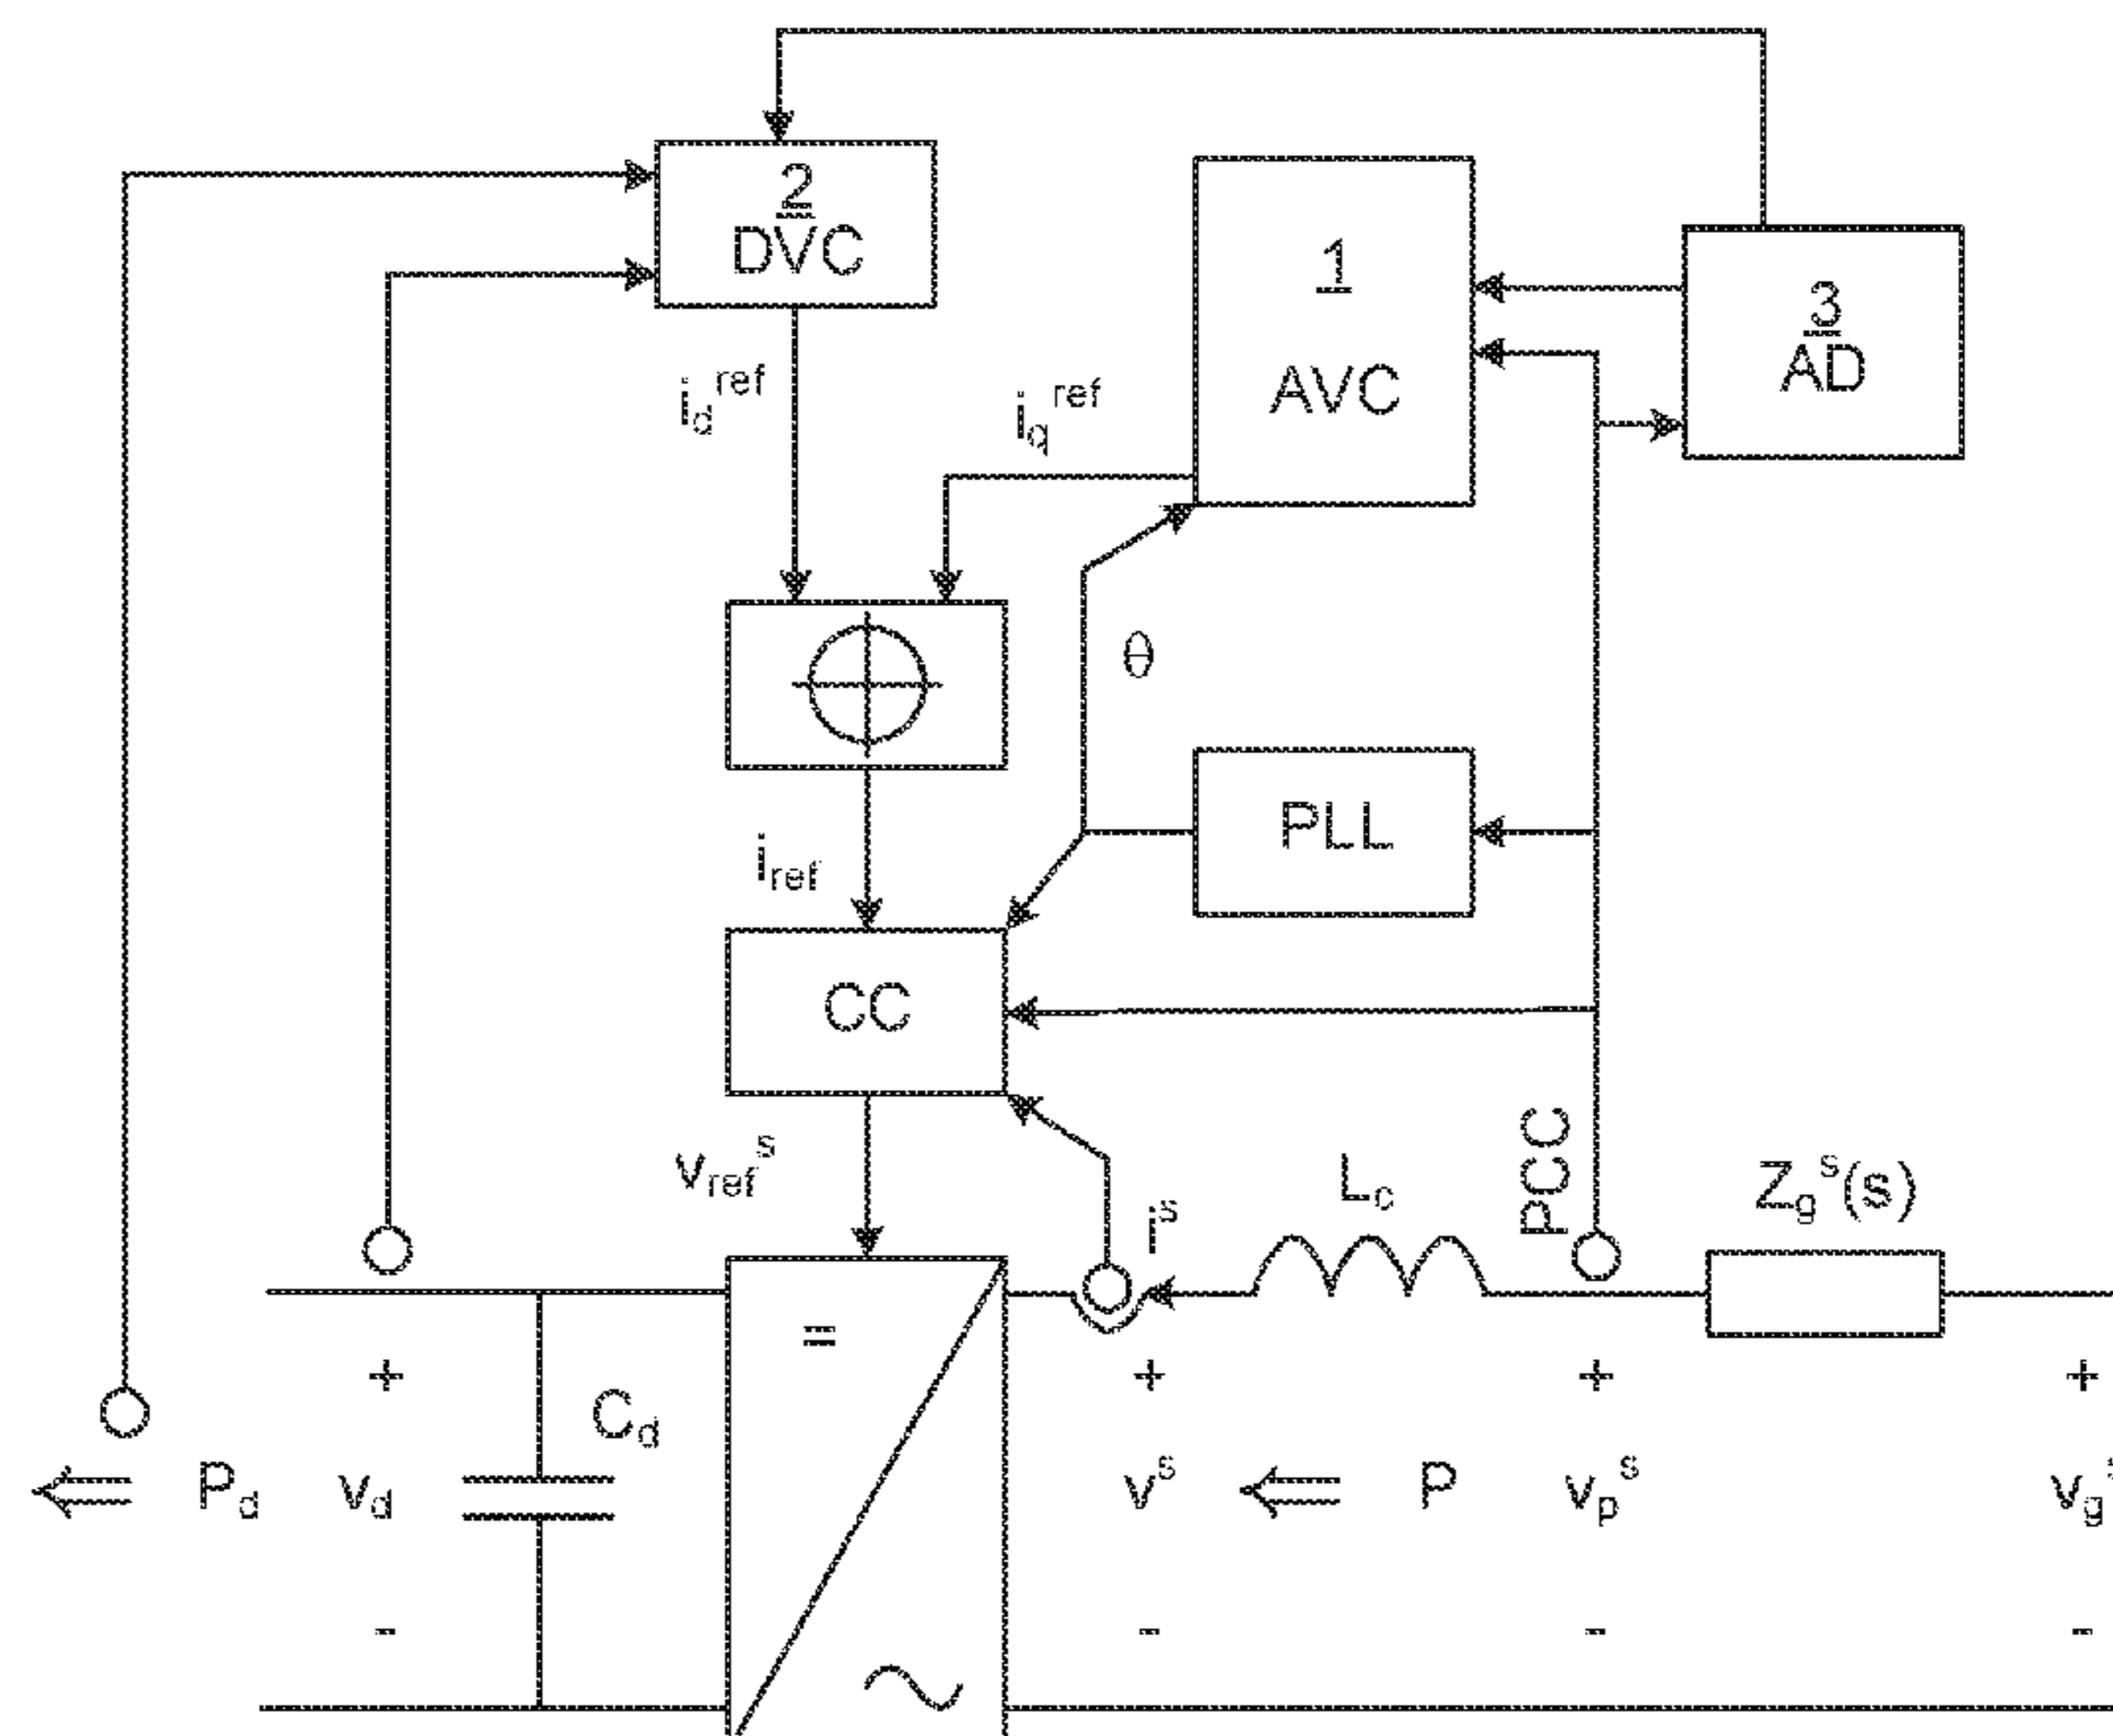 2
DVC
1
AVC
3
AD
i_d^ref
i_q^ref
θ
PLL
i_ref
CC
v_ref^s
i^s
L_c
PCC
Z_g^s(s)
=
+
+
+
+
C_d
P_d
v_d
v^s
P
v_p^s
v_g^s
-
-
-
-